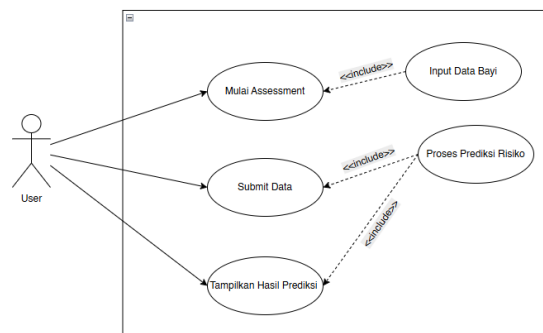 Mulai Assessment
<<include>>
Input Data Bayi
<<include>>
Proses Prediksi Risiko
Submit Data
User
<<include>>
Tampilkan Hasil Prediksi